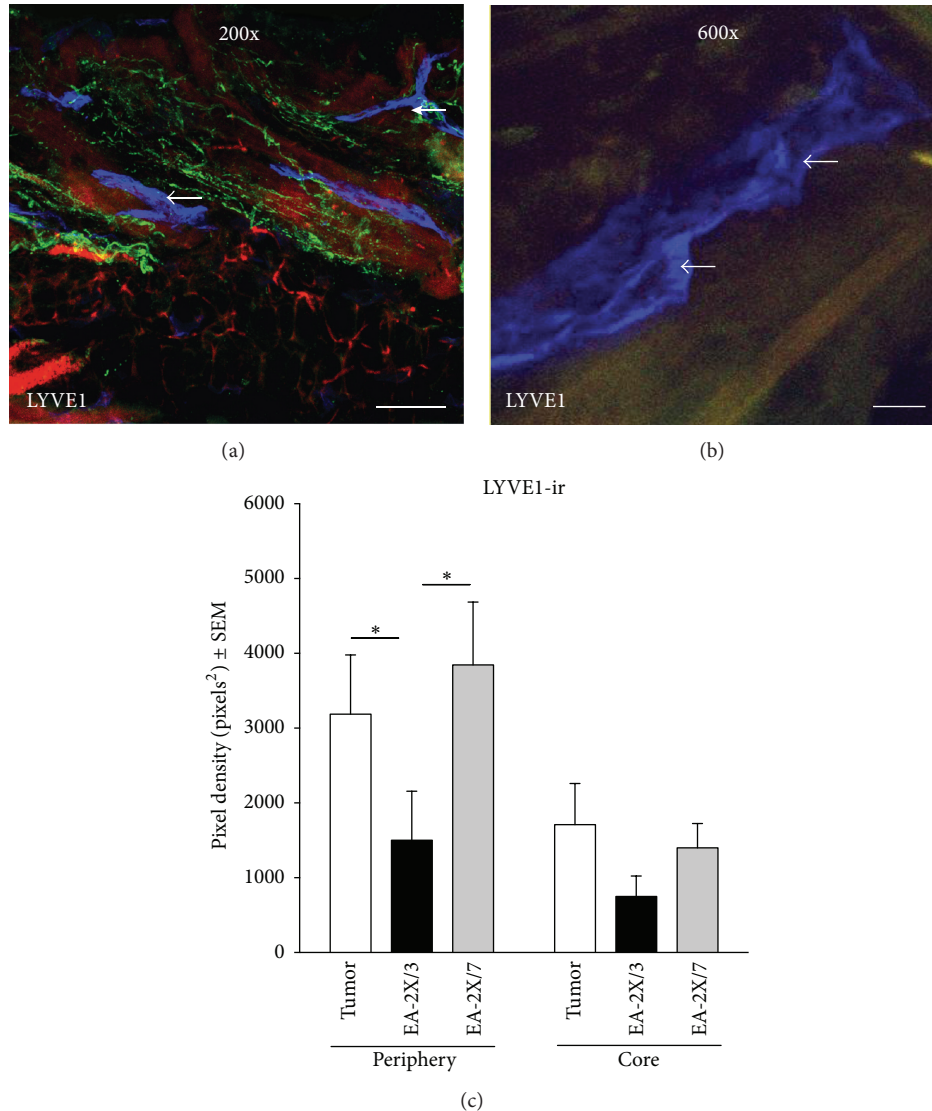 200x
600x
LYVE1
LYVE1
(a)
(b)
LYVE1-ir
Pixel density (pixels²) ± SEM
6000
5000
4000
3000
2000
1000
0
*
*
Tumor
EA-2X/3
EA-2X/7
Tumor
EA-2X/3
EA-2X/7
Periphery
Core
(c)